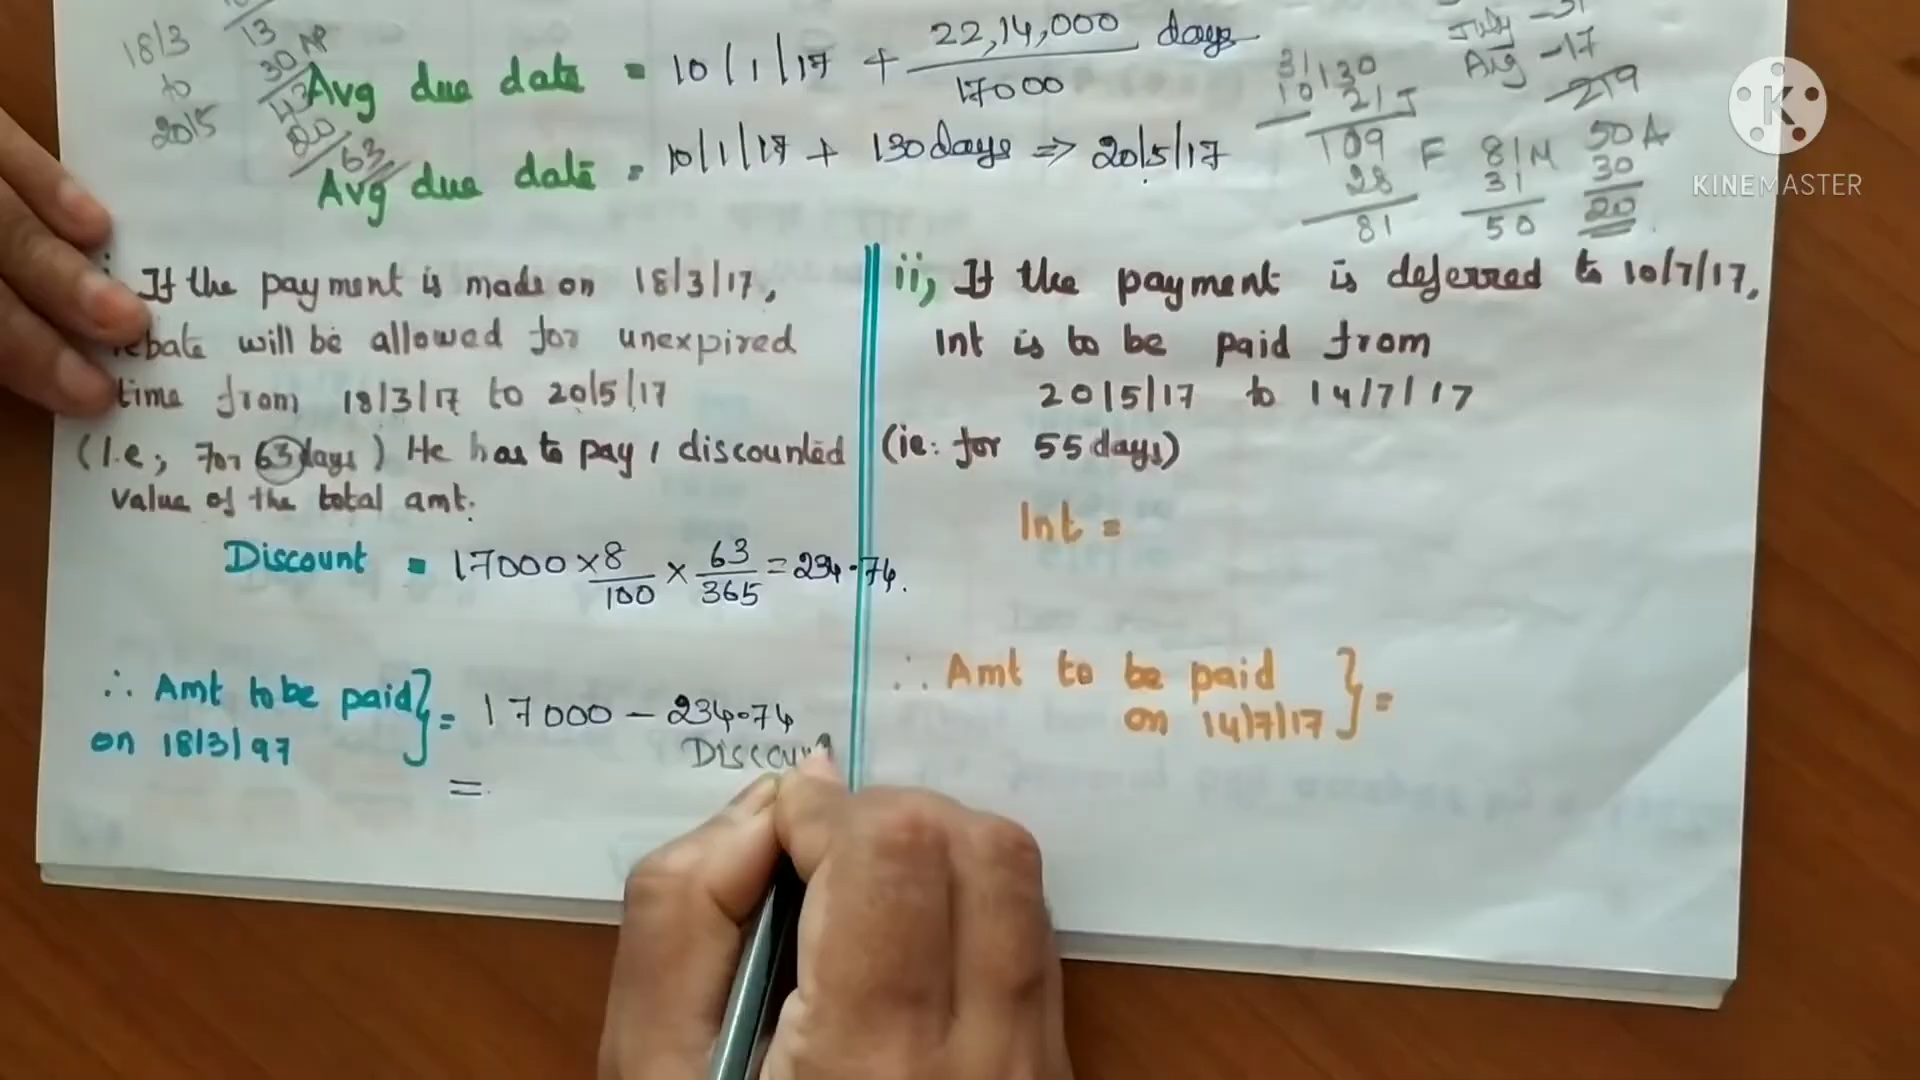 18/3
to
2015
13
30 AP
43
20
63
Avg due date = 10/1/17 + 22,14,000 days
17000
Avg due date = 10/1/17 + 130 days => 20/5/17
31 130
10 21 J
109 F 81 M 50 A
28 31 30
81 50 20
July - 31
Aug - 17
219
KINEMASTER
If the payment is made on 18/3/17,
rebate will be allowed for unexpired
time from 18/3/17 to 20/5/17
(I.e; For 63 days) He has to pay, discounted
value of the total amt.
Discount = 17000 × 8/100 × 63/365 = 234.74.
∴ Amt to be paid } = 17000 - 234.74
on 18/3/97
Discount
=
ii, If the payment is deferred to 10/7/17,
Int is to be paid from
20/5/17 to 14/7/17
(ie: for 55 days)
Int =
∴ Amt to be paid } =
on 14/7/17